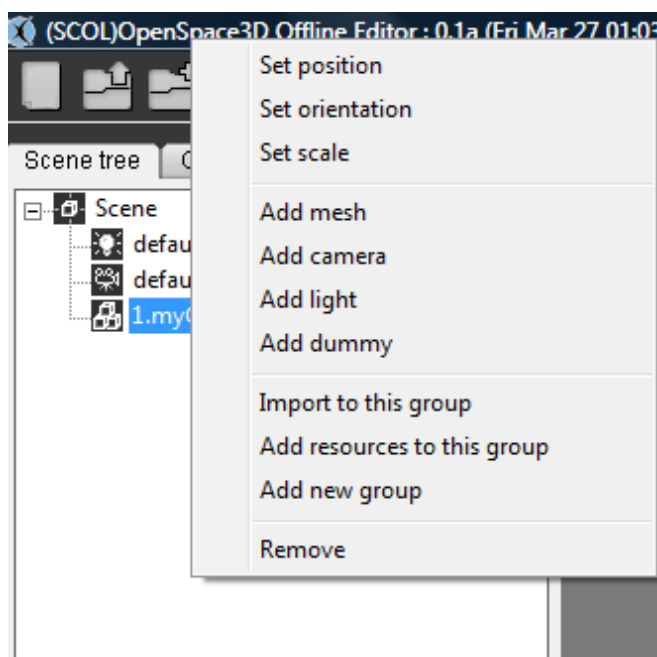 (SCOL)OpenSpace3D Offline Editor : 0.1a (Fri Mar 27 01:03
Set position
Set orientation
Set scale
Scene tree
Add mesh
Scene
Add camera
defau
Add light
defau
Add dummy
1.my
Import to this group
Add resources to this group
Add new group
Remove